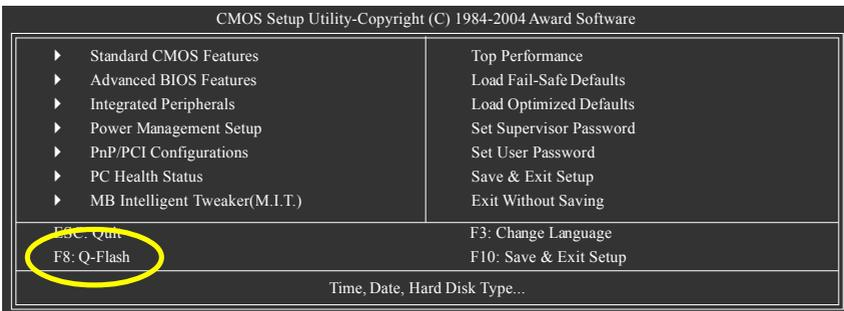 CMOS Setup Utility-Copyright (C) 1984-2004 Award Software
Standard CMOS Features
Advanced BIOS Features
Integrated Peripherals
Power Management Setup
PnP/PCI Configurations
PC Health Status
MB Intelligent Tweaker(M.I.T.)
Top Performance
Load Fail-Safe Defaults
Load Optimized Defaults
Set Supervisor Password
Set User Password
Save & Exit Setup
Exit Without Saving
ESC: Quit
F3: Change Language
F8: Q-Flash
F10: Save & Exit Setup
Time, Date, Hard Disk Type...